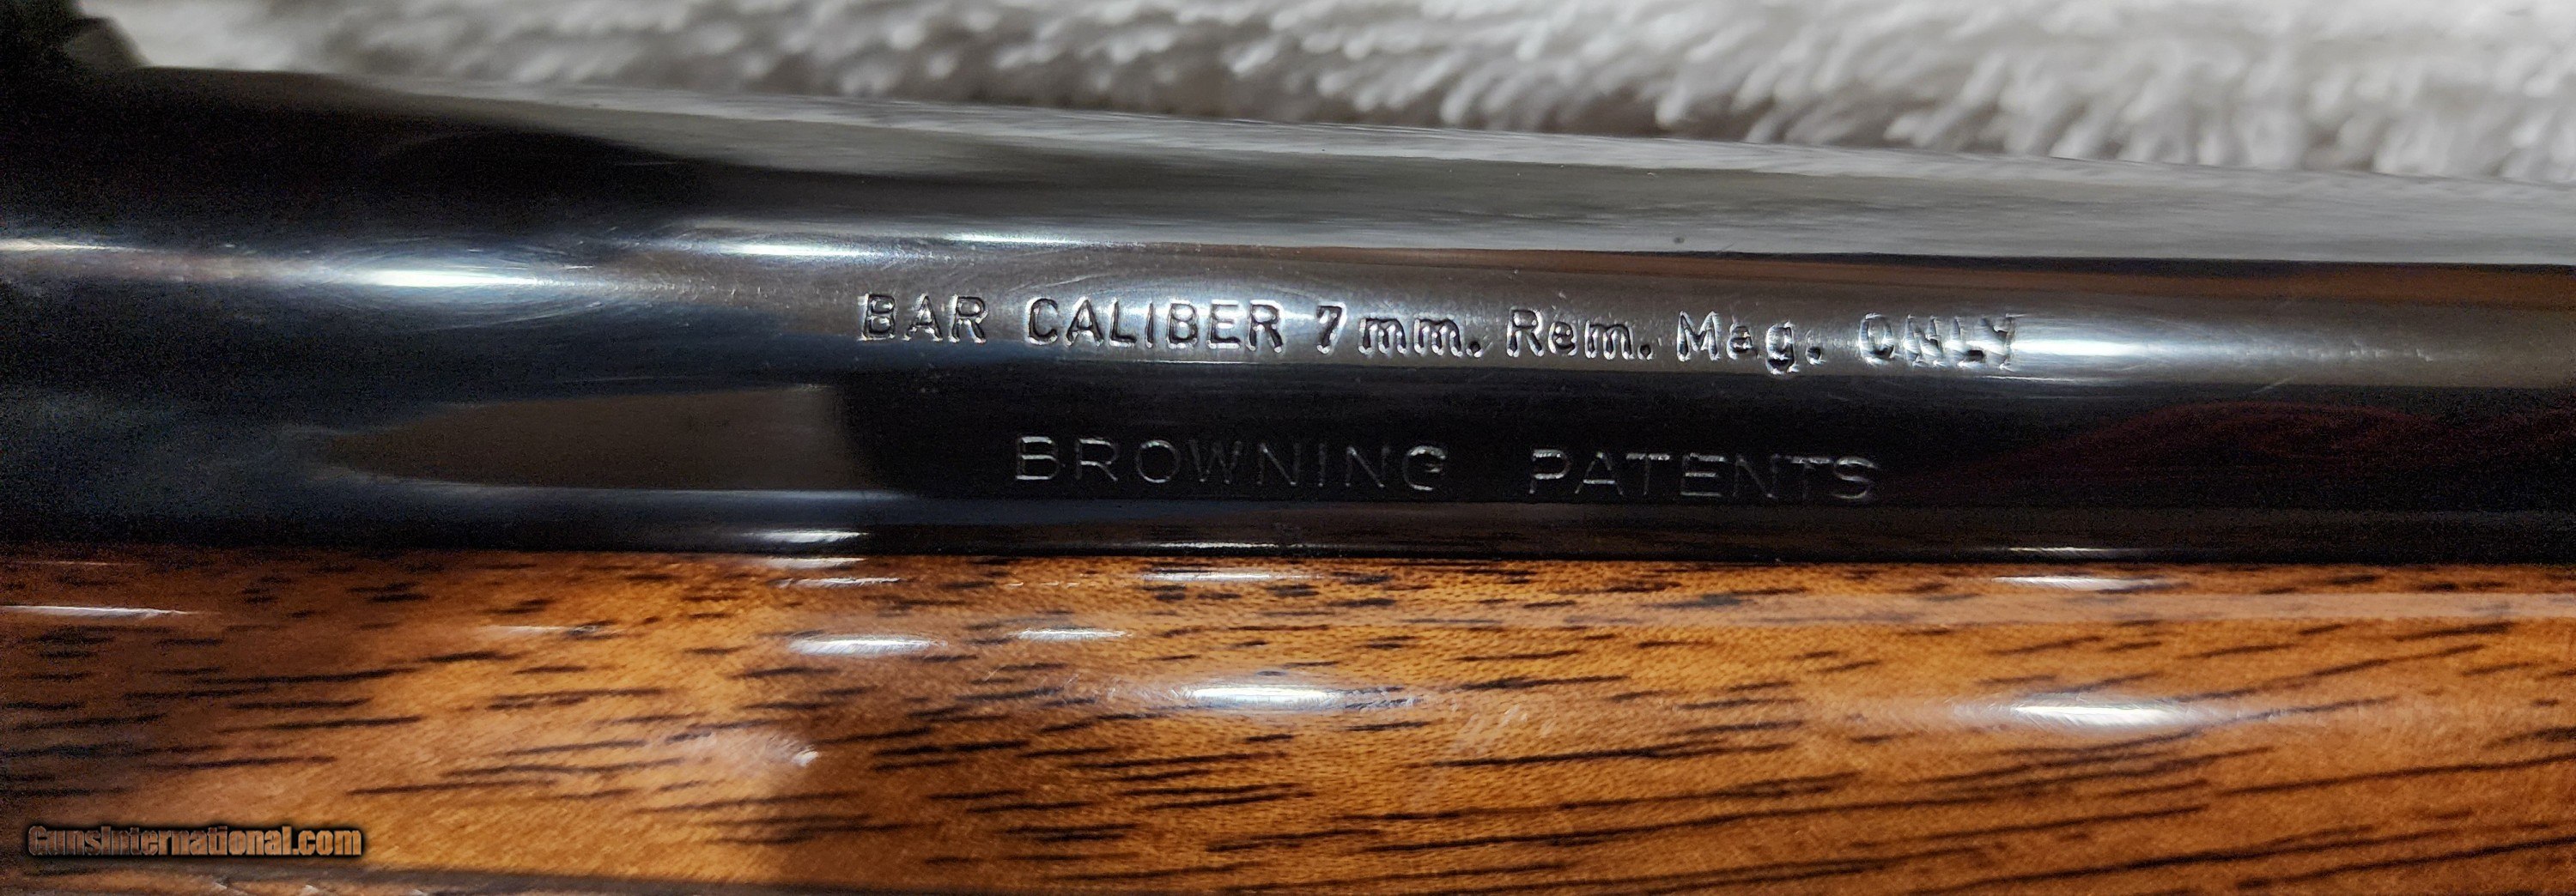 BAR CALIBER 7mm. Rem. Mag. ONLY
BROWNING PATENTS
GunsInternational.com